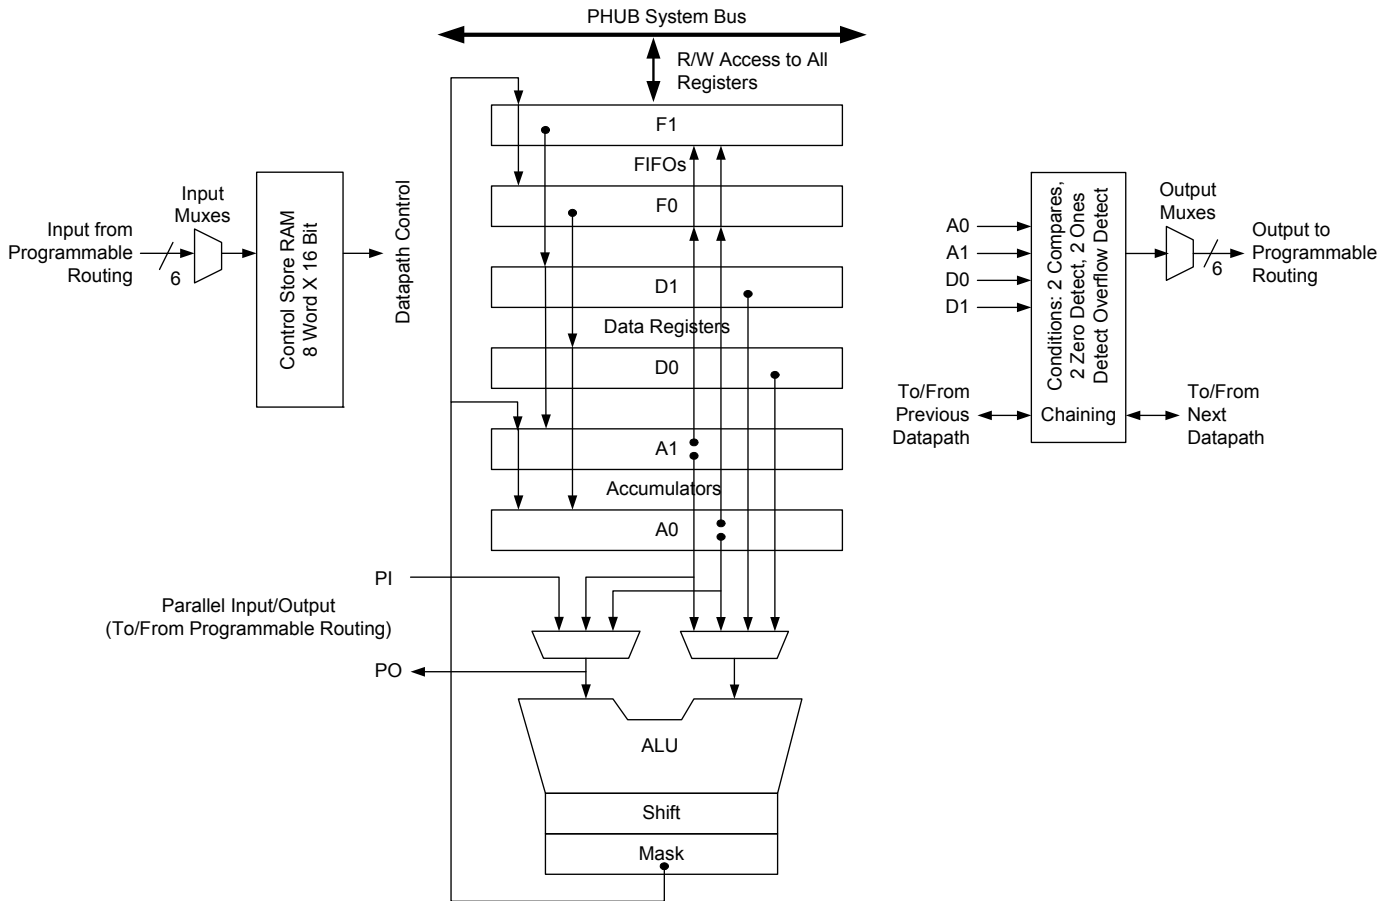 PHUB System Bus
R/W Access to All
Registers
F1
FIFOs
F0
D1
Data Registers
D0
A1
Accumulators
A0
Input from
Programmable
Routing
6
Input
Muxes
Control Store RAM
8 Word X 16 Bit
Datapath Control
PI
Parallel Input/Output
(To/From Programmable Routing)
PO
ALU
Shift
Mask
A0
A1
D0
D1
Conditions: 2 Compares,
2 Zero Detect, 2 Ones
Detect Overflow Detect
Output
Muxes
6
Output to
Programmable
Routing
To/From
Previous
Datapath
Chaining
To/From
Next
Datapath